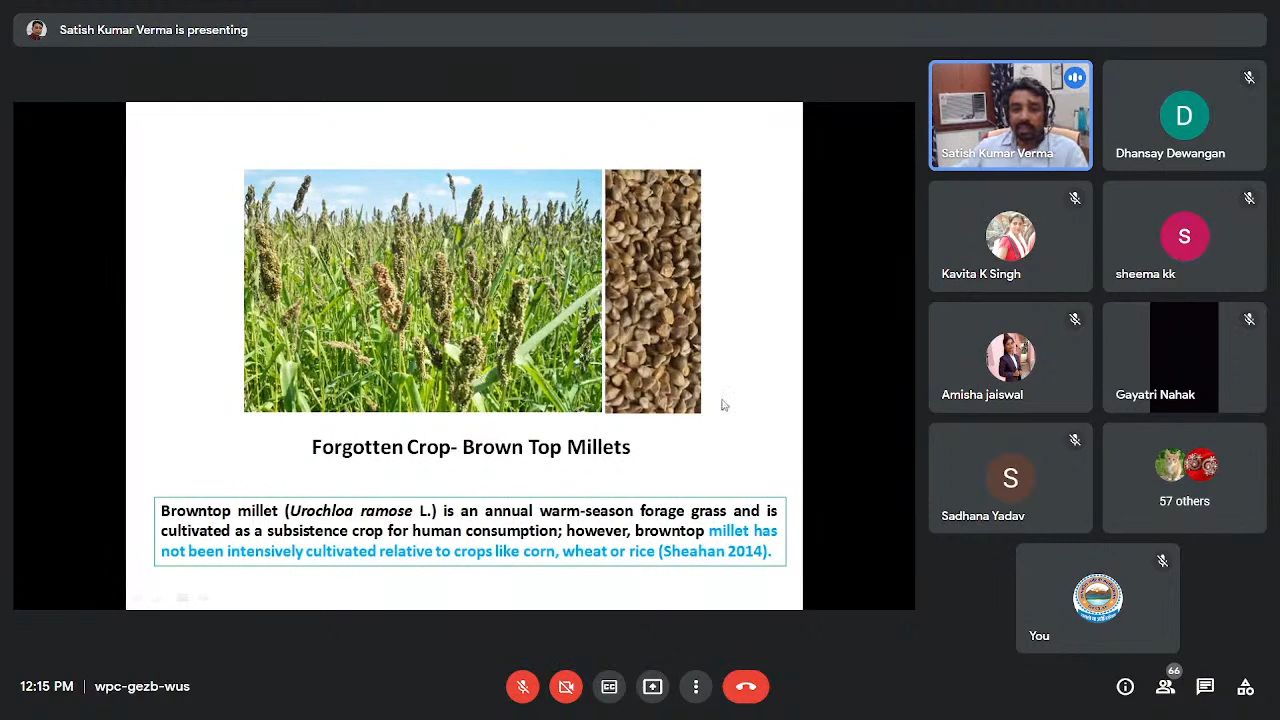 Satish Kumar Verma is presenting
Forgotten Crop- Brown Top Millets
Browntop millet (Urochloa ramose L.) is an annual warm-season forage grass and is
cultivated as a subsistence crop for human consumption; however, browntop millet has
not been intensively cultivated relative to crops like corn, wheat or rice (Sheahan 2014).
Satish Kumar Verma
D
Dhansay Dewangan
Kavita K Singh
S
sheema kk
Amisha jaiswal
Gayatri Nahak
S
Sadhana Yadav
57 others
You
12:15 PM | wpc-gezb-wus
CC
66